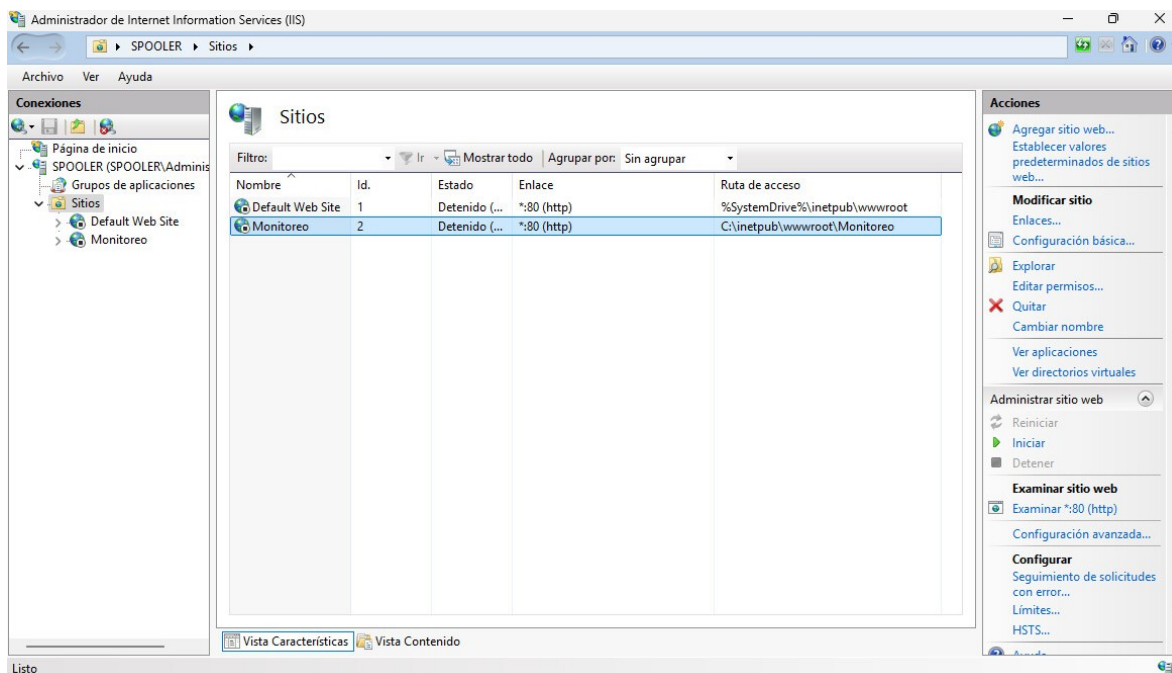 Administrador de Internet Information Services (IIS)
SPOOLER Sitios
Archivo Ver Ayuda
Conexiones
Página de inicio
SPOOLER (SPOOLER\Adminis
Grupos de aplicaciones
Sitios
Default Web Site
Monitoreo
Sitios
Filtro: Ir Mostrar todo Agrupar por: Sin agrupar
Nombre Id. Estado Enlace Ruta de acceso
Default Web Site 1 Detenido (... *:80 (http) %SystemDrive%\inetpub\wwwroot
Monitoreo 2 Detenido (... *:80 (http) C:\inetpub\wwwroot\Monitoreo
Vista Características Vista Contenido
Acciones
Agregar sitio web...
Establecer valores
predeterminados de sitios
web...
Modificar sitio
Enlaces...
Configuración básica...
Explorar
Editar permisos...
Quitar
Cambiar nombre
Ver aplicaciones
Ver directorios virtuales
Administrar sitio web
Reiniciar
Iniciar
Detener
Examinar sitio web
Examinar *:80 (http)
Configuración avanzada...
Configurar
Seguimiento de solicitudes
con error...
Límites...
HSTS...
Listo